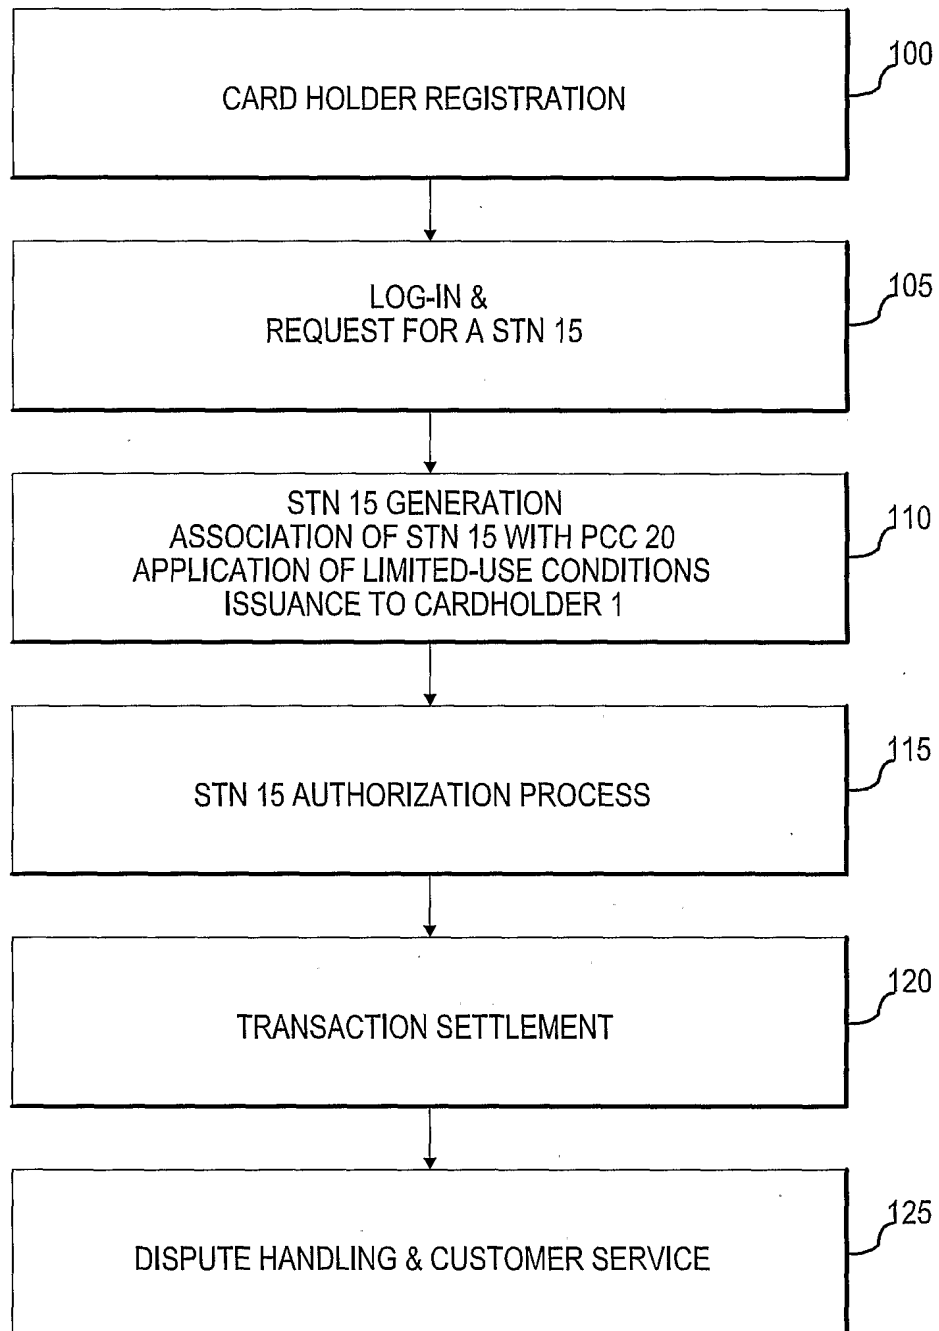 CARD HOLDER REGISTRATION
100
LOG-IN &
REQUEST FOR A STN 15
105
STN 15 GENERATION
ASSOCIATION OF STN 15 WITH PCC 20
APPLICATION OF LIMITED-USE CONDITIONS
ISSUANCE TO CARDHOLDER 1
110
STN 15 AUTHORIZATION PROCESS
115
TRANSACTION SETTLEMENT
120
DISPUTE HANDLING & CUSTOMER SERVICE
125